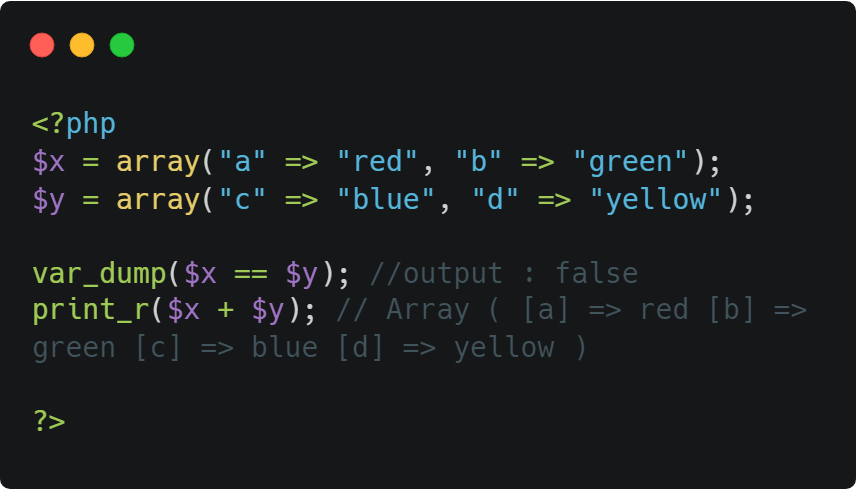 <?php
$x = array("a" => "red", "b" => "green");
$y = array("c" => "blue", "d" => "yellow");
var_dump($x == $y); //output : false
print_r($x + $y); // Array ( [a] => red [b] =>
green [c] => blue [d] => yellow )
?>